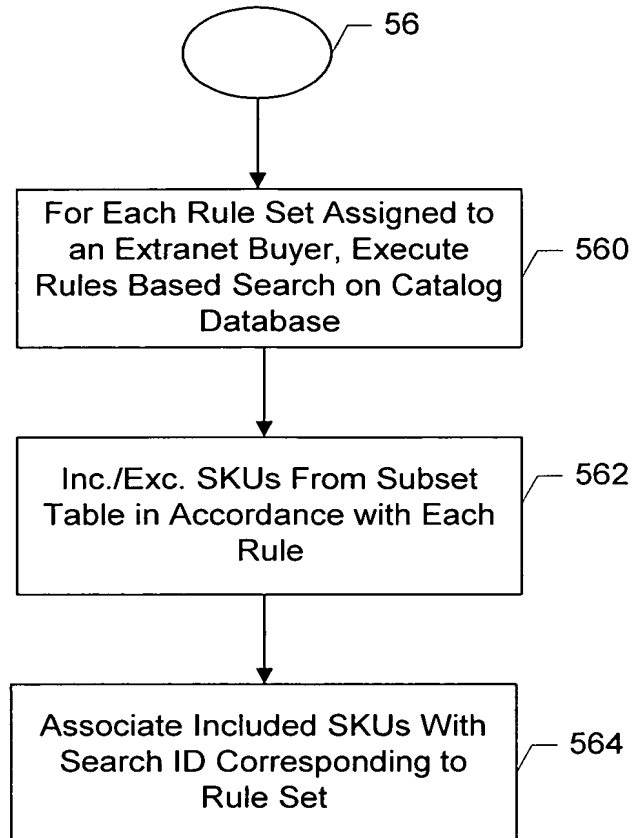 56
For Each Rule Set Assigned to
an Extranet Buyer, Execute
Rules Based Search on Catalog
Database
560
Inc./Exc. SKUs From Subset
Table in Accordance with Each
Rule
562
Associate Included SKUs With
Search ID Corresponding to
Rule Set
564